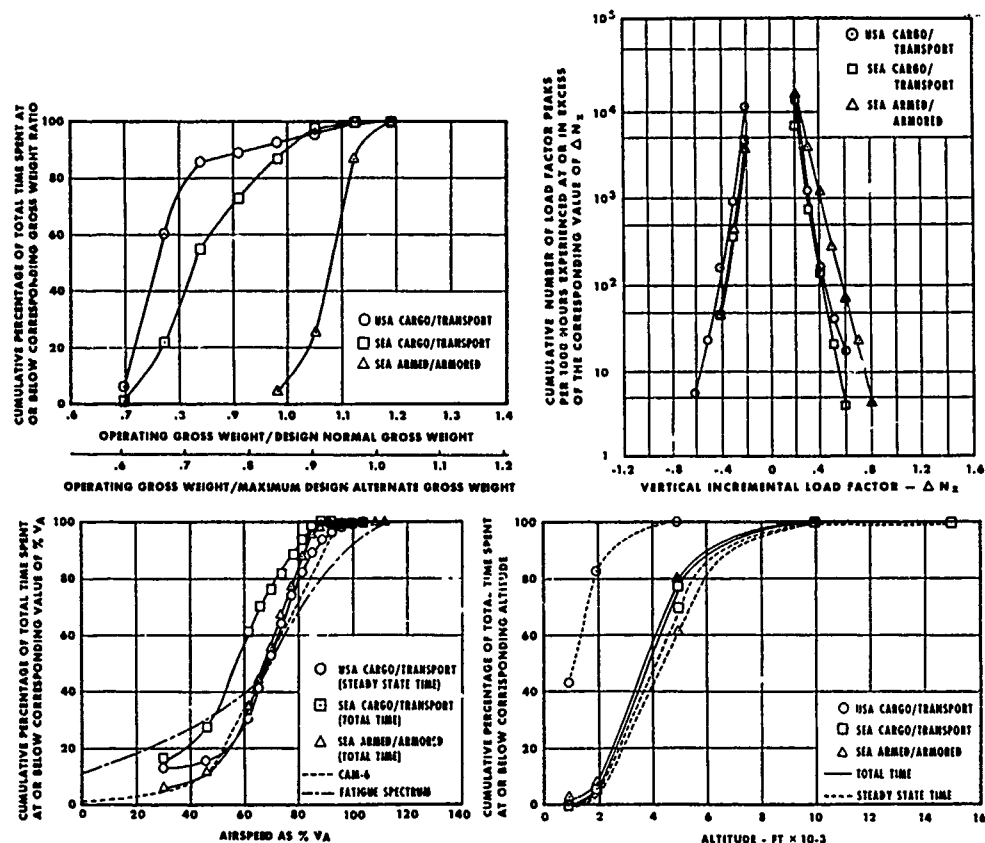 CUMULATIVE PERCENTAGE OF TOTAL TIME SPENT AT
OR BELOW CORRESPONDING GROSS WEIGHT RATIO
100
80
60
40
20
0
USA CARGO/TRANSPORT
SEA CARGO/TRANSPORT
SEA ARMED/ARMORED
.6 .7 .3 .9 1.0 1.1 1.2 1.3 1.4
OPERATING GROSS WEIGHT/DESIGN NORMAL GROSS WEIGHT
.6 .7 .8 .9 1.0 1.1 1.2
OPERATING GROSS WEIGHT/MAXIMUM DESIGN ALTERNATE GROSS WEIGHT
CUMULATIVE NUMBER OF LOAD FACTOR PEAKS
PER 1000 HOURS EXPERIENCED AT OR IN EXCESS
OF THE CORRESPONDING VALUE OF Δ Nz
10⁵
10⁴
10³
10²
10
1
USA CARGO/
TRANSPORT
SEA CARGO/
TRANSPORT
SEA ARMED/
ARMORED
-1.2 -.8 -.4 0 .4 .8 1.2 1.6
VERTICAL INCREMENTAL LOAD FACTOR – Δ Nz
CUMULATIVE PERCENTAGE OF TOTAL TIME SPENT
AT OR BELOW CORRESPONDING VALUE OF % VA
100
80
60
40
20
0
USA CARGO/TRANSPORT
(STEADY STATE TIME)
SEA CARGO/TRANSPORT
(TOTAL TIME)
SEA ARMED/ARMORED
(TOTAL TIME)
CAM-6
FATIGUE SPECTRUM
0 20 40 60 80 100 120 140
AIRSPEED AS % VA
CUMULATIVE PERCENTAGE OF TOTAL TIME SPENT
AT OR BELOW CORRESPONDING ALTITUDE
100
80
60
40
20
0
USA CARGO/TRANSPORT
SEA CARGO/TRANSPORT
SEA ARMED/ARMORED
TOTAL TIME
STEADY STATE TIME
0 2 4 6 8 10 12 14 16
ALTITUDE - FT × 10-3